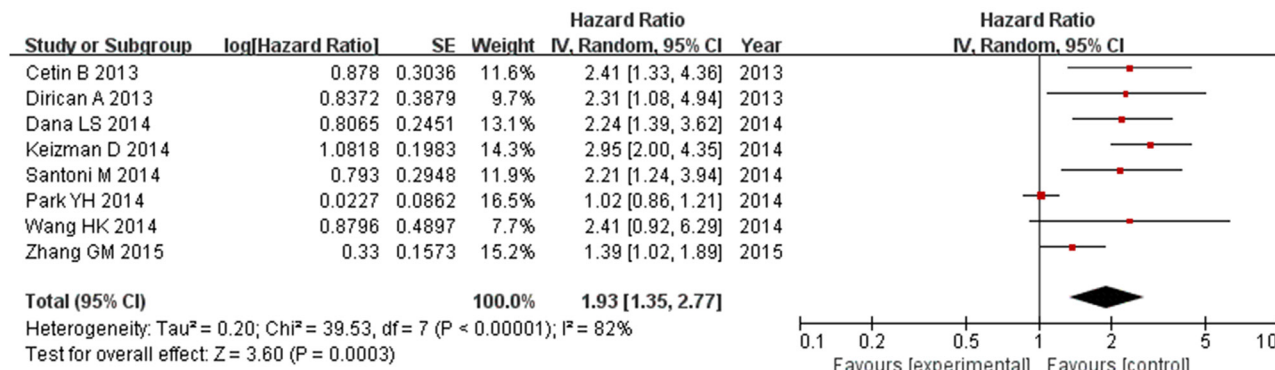 Hazard Ratio Hazard Ratio
Study or Subgroup log[Hazard Ratio] SE Weight IV, Random, 95% CI Year IV, Random, 95% CI
Cetin B 2013 0.878 0.3036 11.6% 2.41 [1.33, 4.36] 2013
Dirican A 2013 0.8372 0.3879 9.7% 2.31 [1.08, 4.94] 2013
Dana LS 2014 0.8065 0.2451 13.1% 2.24 [1.39, 3.62] 2014
Keizman D 2014 1.0818 0.1983 14.3% 2.95 [2.00, 4.35] 2014
Santoni M 2014 0.793 0.2948 11.9% 2.21 [1.24, 3.94] 2014
Park YH 2014 0.0227 0.0862 16.5% 1.02 [0.86, 1.21] 2014
Wang HK 2014 0.8796 0.4897 7.7% 2.41 [0.92, 6.29] 2014
Zhang GM 2015 0.33 0.1573 15.2% 1.39 [1.02, 1.89] 2015
Total (95% CI) 100.0% 1.93 [1.35, 2.77]
Heterogeneity: Tau² = 0.20; Chi² = 39.53, df = 7 (P < 0.00001); I² = 82%
Test for overall effect: Z = 3.60 (P = 0.0003)
0.1 0.2 0.5 1 2 5 10
Favours [experimental] Favours [control]